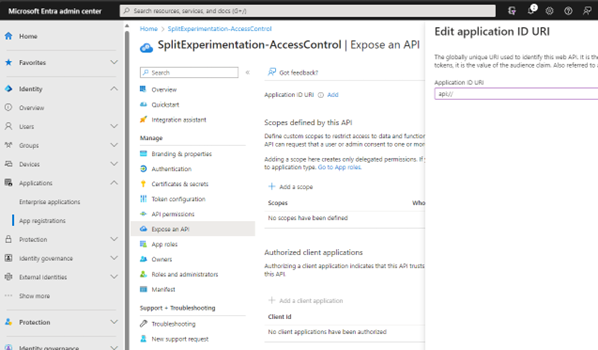 Microsoft Entra admin center
Search resources, services, and docs (G+/)
2
Home
Favorites
Identity
Overview
Users
Groups
Devices
Applications
Enterprise applications
App registrations
Protection
Identity governance
External Identities
Show more
Protection
Identity governance
Home > SplitExperimentation-AccessControl
SplitExperimentation-AccessControl | Expose an API
Search
Overview
Quickstart
Integration assistant
Manage
Branding & properties
Authentication
Certificates & secrets
Token configuration
API permissions
Expose an API
App roles
Owners
Roles and administrators
Manifest
Support + Troubleshooting
Troubleshooting
New support request
Got feedback?
Application ID URI Add
Scopes defined by this API
Define custom scopes to restrict access to data and function
API can request that a user or admin consent to one or more
Adding a scope here creates only delegated permissions. If
to application type. Go to App roles.
+ Add a scope
Scopes Who
No scopes have been defined
Authorized client applications
Authorizing a client application indicates that this API trusts
this API.
+ Add a client application
Client Id
No client applications have been authorized
Edit application ID URI
The globally unique URI used to identify this web API. It is the
tokens, it is the value of the audience claim. Also referred to a
Application ID URI
api://